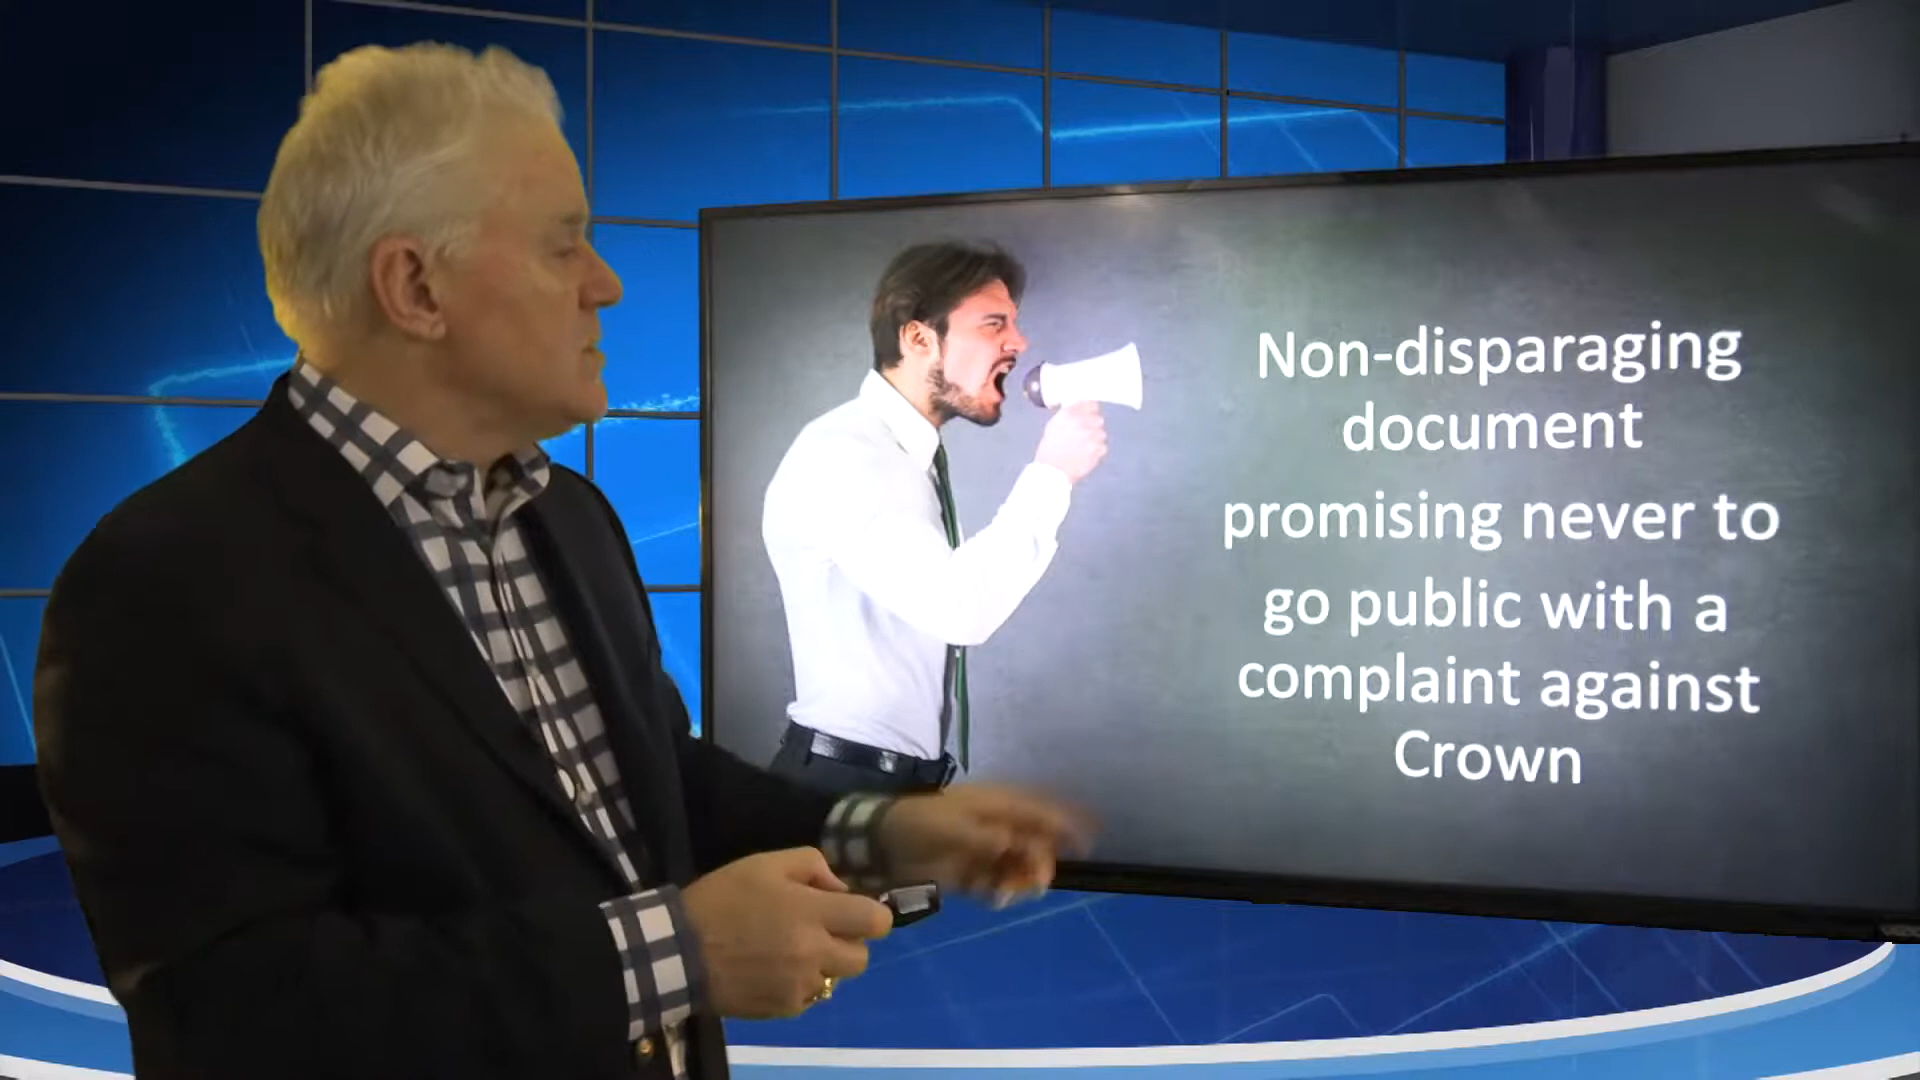 Non-disparaging
document
promising never to
go public with a
complaint against
Crown